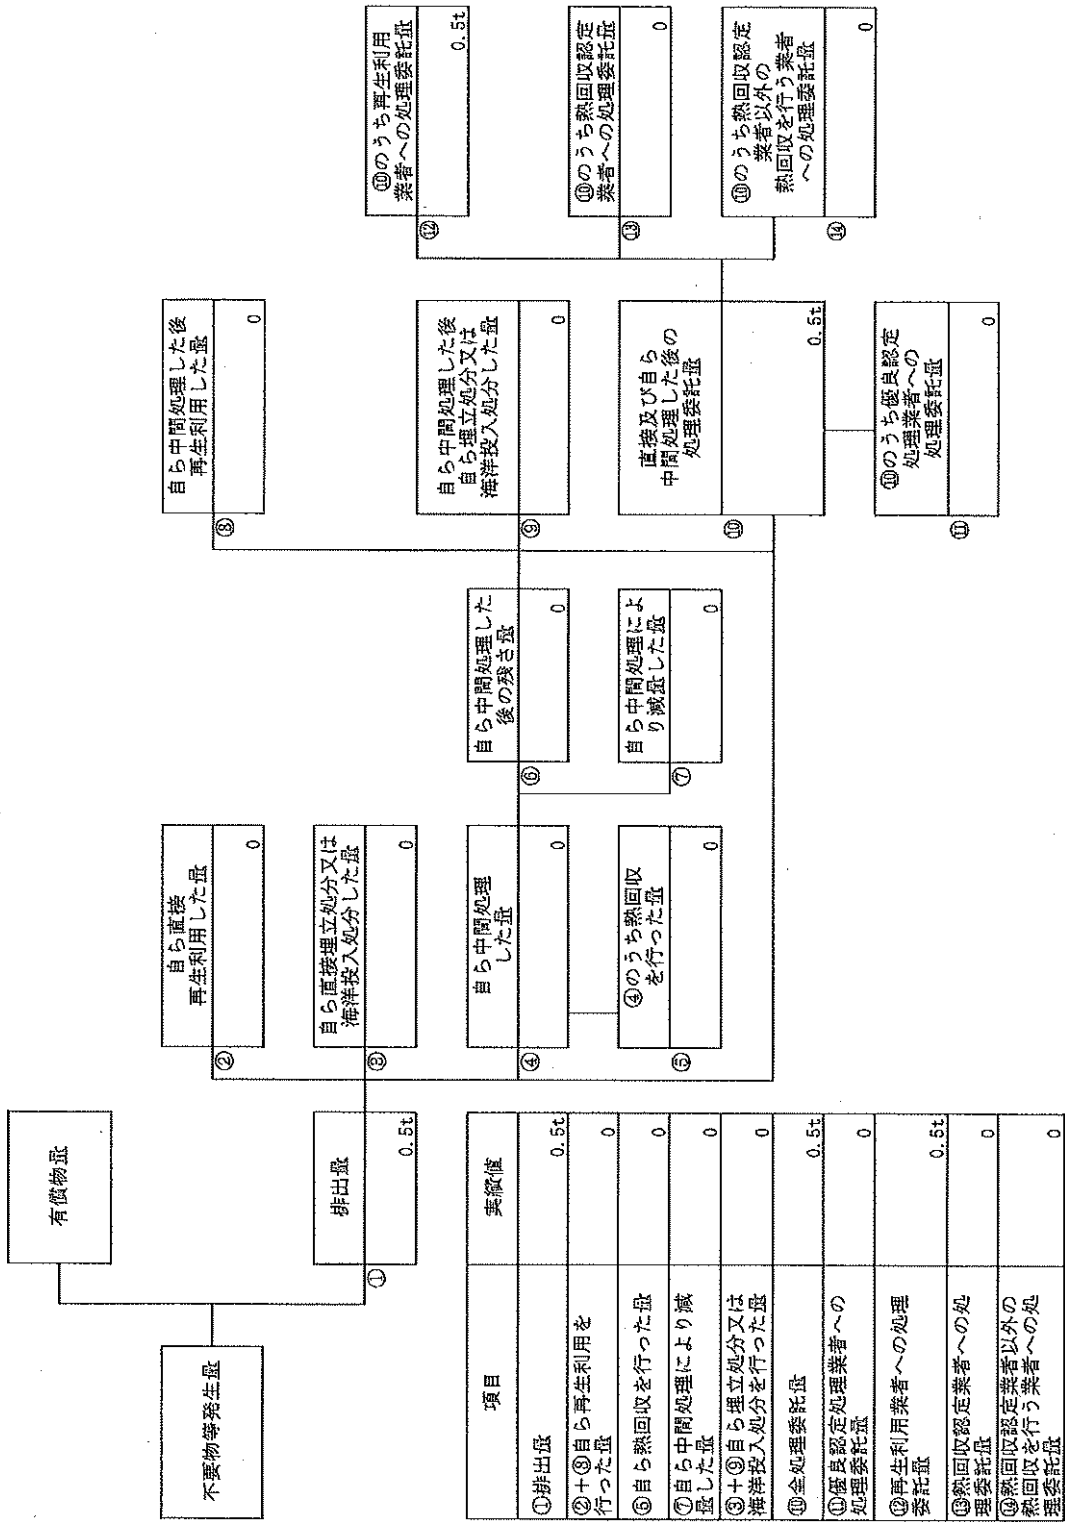 不要物等発生量
有償物量
①
排出量
0.5t
②
自ら直接
再生利用した量
0
③
自ら直接埋立処分又は
海洋投入処分した量
0
④
自ら中間処理
した量
0
⑤
④のうち熱回収
を行った量
0
⑥
自ら中間処理した
後の残さ量
0
⑦
自ら中間処理によ
り減量した量
0
⑧
自ら中間処理した後
再生利用した量
0
⑨
自ら中間処理した後
自ら埋立処分又は
海洋投入処分した量
0
⑩
直接及び自ら
中間処理した後の
処理委託量
0.5t
⑪
⑩のうち優良認定
処理業者への
処理委託量
0
⑫
⑩のうち再生利用
業者への処理委託量
0.5t
⑬
⑩のうち熱回収認定
業者への処理委託量
0
⑭
⑩のうち熱回収認定
業者以外の
熱回収を行う業者
への処理委託量
0
項目 実績値
①排出量 0.5t
②+⑧自ら再生利用を
行った量 0
⑤自ら熱回収を行った量 0
⑦自ら中間処理により減
量した量 0
③+⑨自ら埋立処分又は
海洋投入処分を行った量 0
⑩全処理委託量 0.5t
⑪優良認定処理業者への
処理委託量 0
⑫再生利用業者への処理
委託量 0.5t
⑬熱回収認定業者への処
理委託量 0
⑭熱回収認定業者以外の
熱回収を行う業者への処
理委託量 0